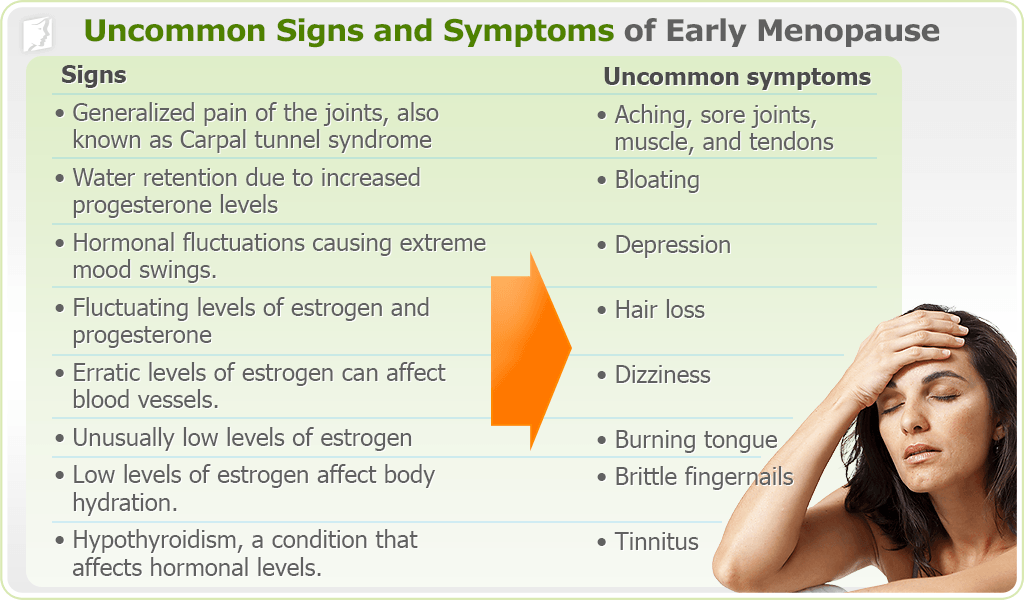 Uncommon Signs and Symptoms of Early Menopause
Signs
Uncommon symptoms
• Generalized pain of the joints, also
known as Carpal tunnel syndrome
• Aching, sore joints,
muscle, and tendons
• Water retention due to increased
progesterone levels
• Bloating
• Hormonal fluctuations causing extreme
mood swings.
• Depression
• Fluctuating levels of estrogen and
progesterone
• Hair loss
• Erratic levels of estrogen can affect
blood vessels.
• Dizziness
• Unusually low levels of estrogen
• Burning tongue
• Low levels of estrogen affect body
hydration.
• Brittle fingernails
• Hypothyroidism, a condition that
affects hormonal levels.
• Tinnitus